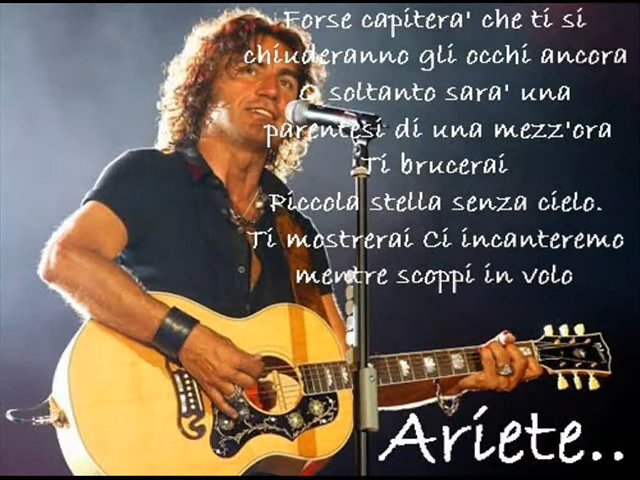 Forse capitera' che ti si
chiuderanno gli occhi ancora
O soltanto sara' una
parentesi di una mezz'ora
Ti brucerai
Piccola stella senza cielo.
Ti mostrerai Ci incanteremo
mentre scoppi in volo
Ariete..